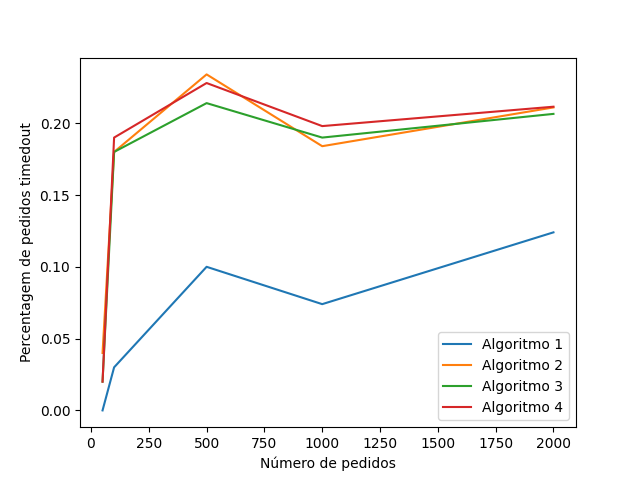 Percentagem de pedidos timedout
0.20
0.15
0.10
0.05
0.00
Algoritmo 1
Algoritmo 2
Algoritmo 3
Algoritmo 4
0 250 500 750 1000 1250 1500 1750 2000
Número de pedidos